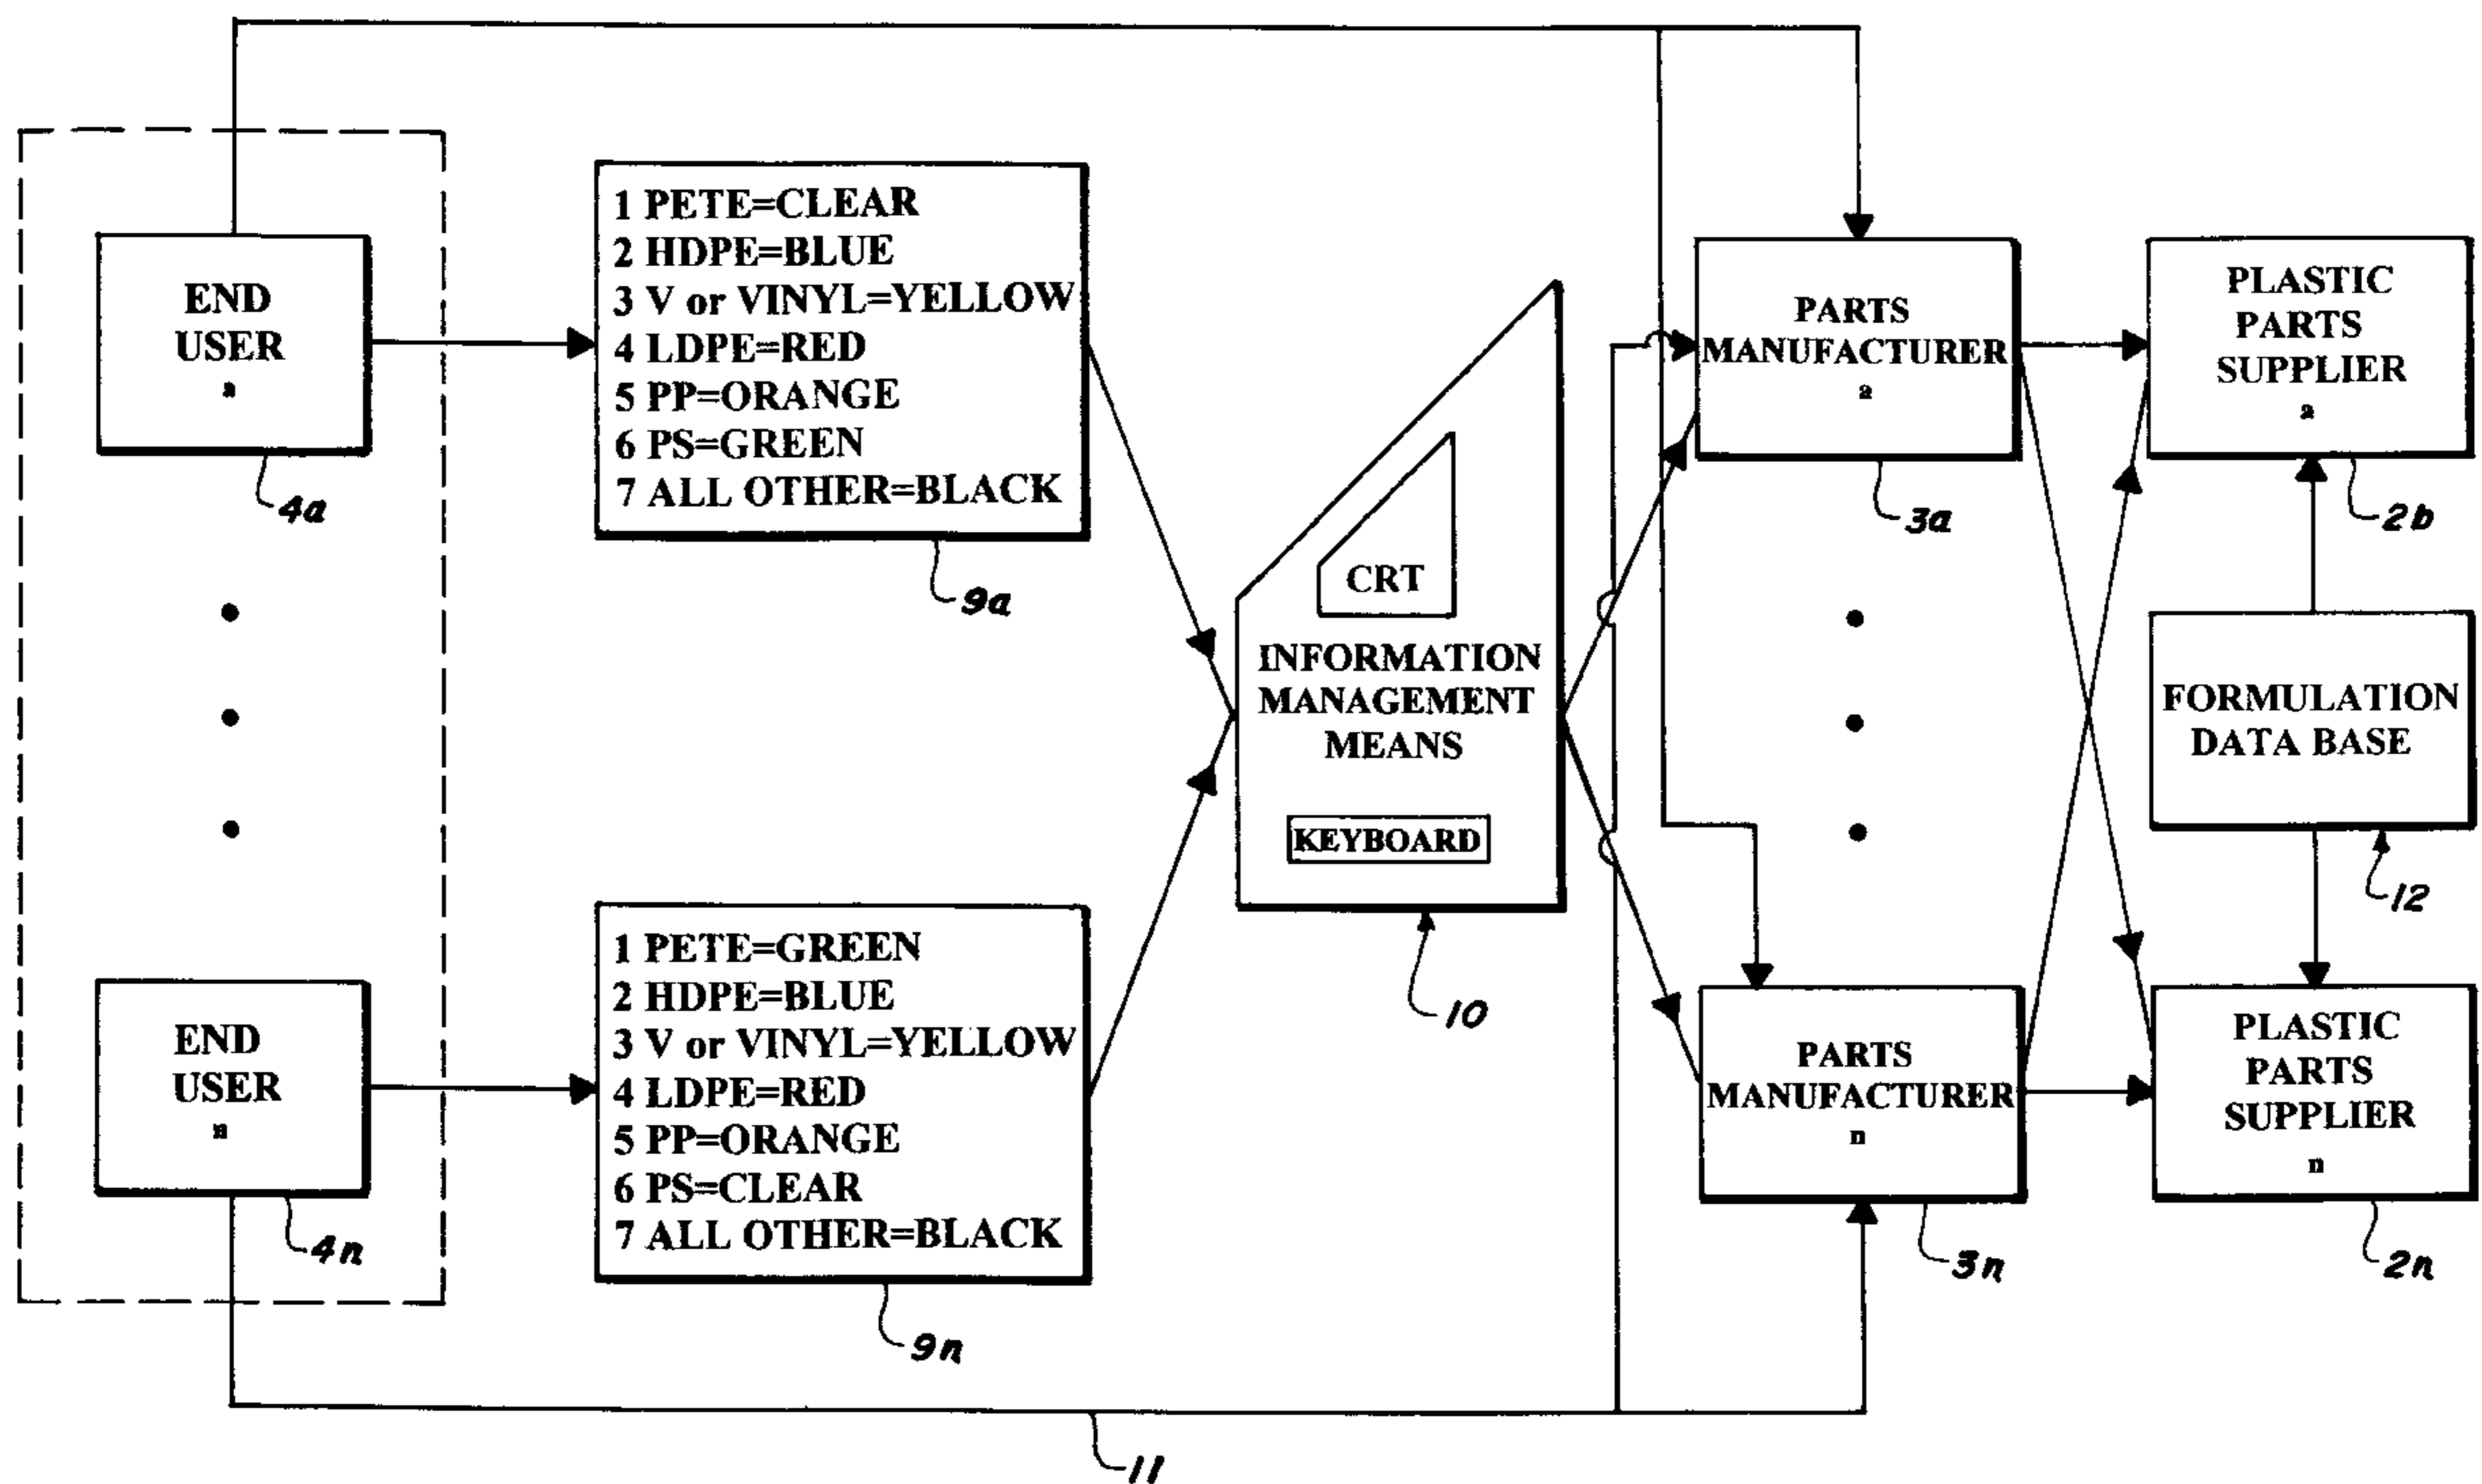 END
USER
a
4a
1 PETE=CLEAR
2 HDPE=BLUE
3 V or VINYL=YELLOW
4 LDPE=RED
5 PP=ORANGE
6 PS=GREEN
7 ALL OTHER=BLACK
9a
CRT
INFORMATION
MANAGEMENT
MEANS
KEYBOARD
10
PARTS
MANUFACTURER
a
3a
PLASTIC
PARTS
SUPPLIER
a
2b
FORMULATION
DATA BASE
12
END
USER
n
4n
1 PETE=GREEN
2 HDPE=BLUE
3 V or VINYL=YELLOW
4 LDPE=RED
5 PP=ORANGE
6 PS=CLEAR
7 ALL OTHER=BLACK
9n
PARTS
MANUFACTURER
n
3n
PLASTIC
PARTS
SUPPLIER
n
2n
11